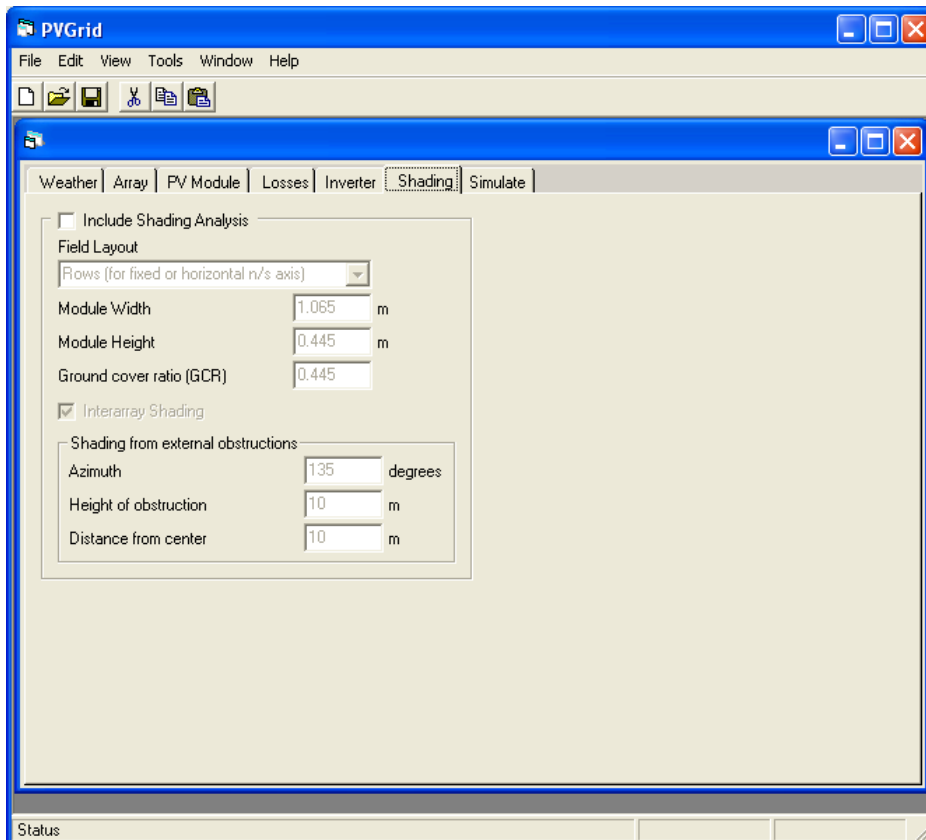 PVGrid
File Edit View Tools Window Help
Weather Array PV Module Losses Inverter Shading Simulate
Include Shading Analysis
Field Layout
Rows (for fixed or horizontal n/s axis)
Module Width 1.065 m
Module Height 0.445 m
Ground cover ratio (GCR) 0.445
Interarray Shading
Shading from external obstructions
Azimuth 135 degrees
Height of obstruction 10 m
Distance from center 10 m
Status